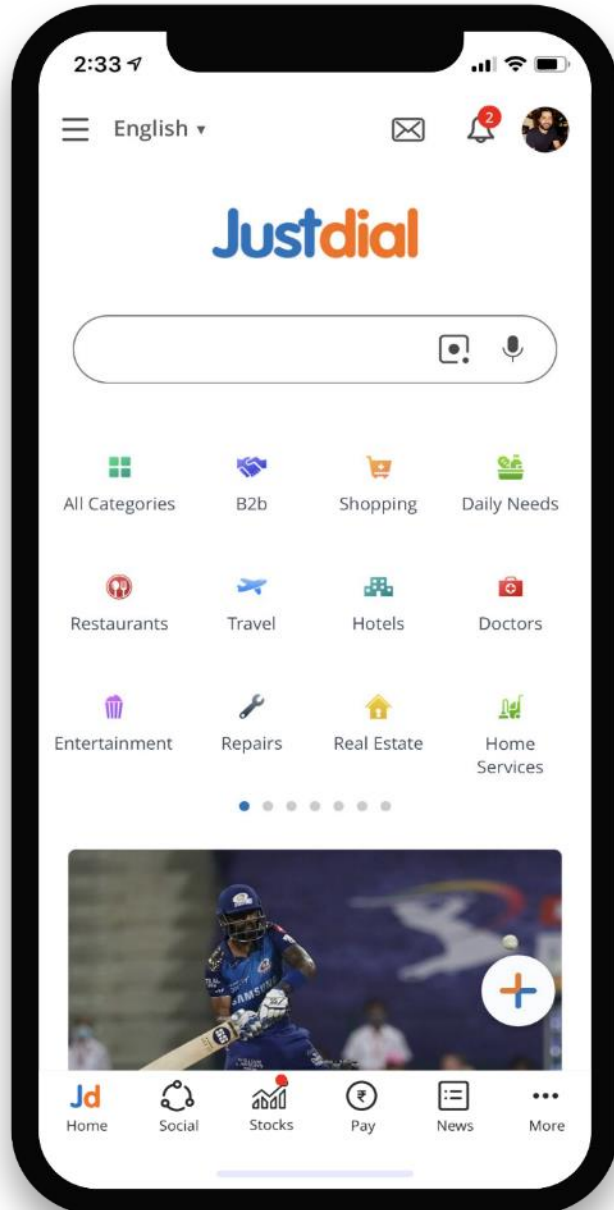 2:33
English
2
Justdial
All Categories B2b Shopping Daily Needs
Restaurants Travel Hotels Doctors
Entertainment Repairs Real Estate Home Services
SAMSUNG
Jd
Home Social Stocks Pay News More